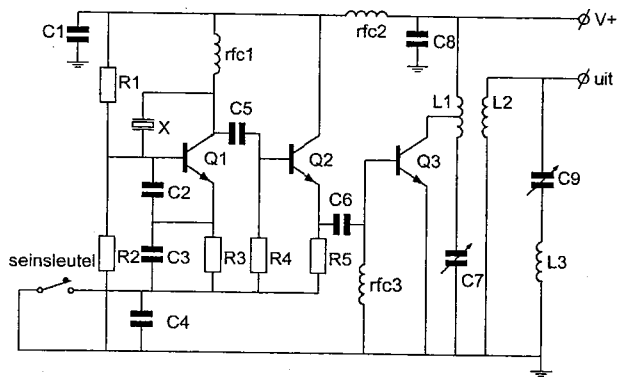 C1
rfc1
rfc2
C8
V+
R1
X
C5
L1
L2
uit
Q1
Q2
Q3
C2
C6
C9
R2
C3
R3
R4
R5
seinsleutel
rfc3
C7
L3
C4